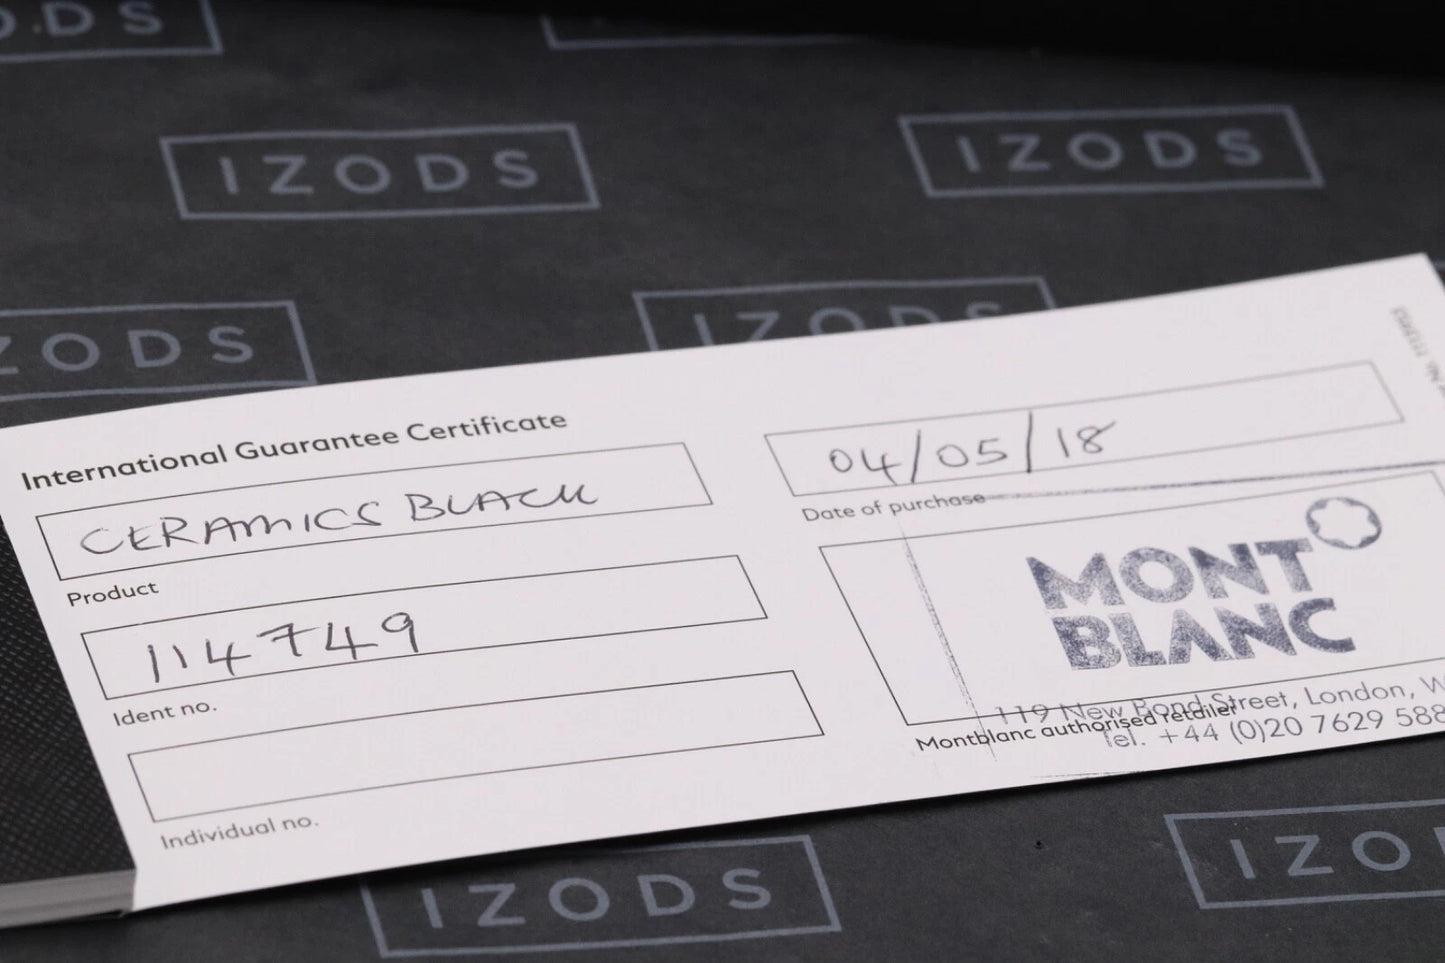 ODS
IZODS
IZODS
ZODS
IZODS
International Guarantee Certificate
CERAMICS BLACK
Product
114749
Ident no.
Individual no.
04/05/18
Date of purchase
MONT
BLANC
119 New Bond Street, London, W
Montblanc authorised retailer
Tel. +44 (0)20 7629 588
IZODS
IZO